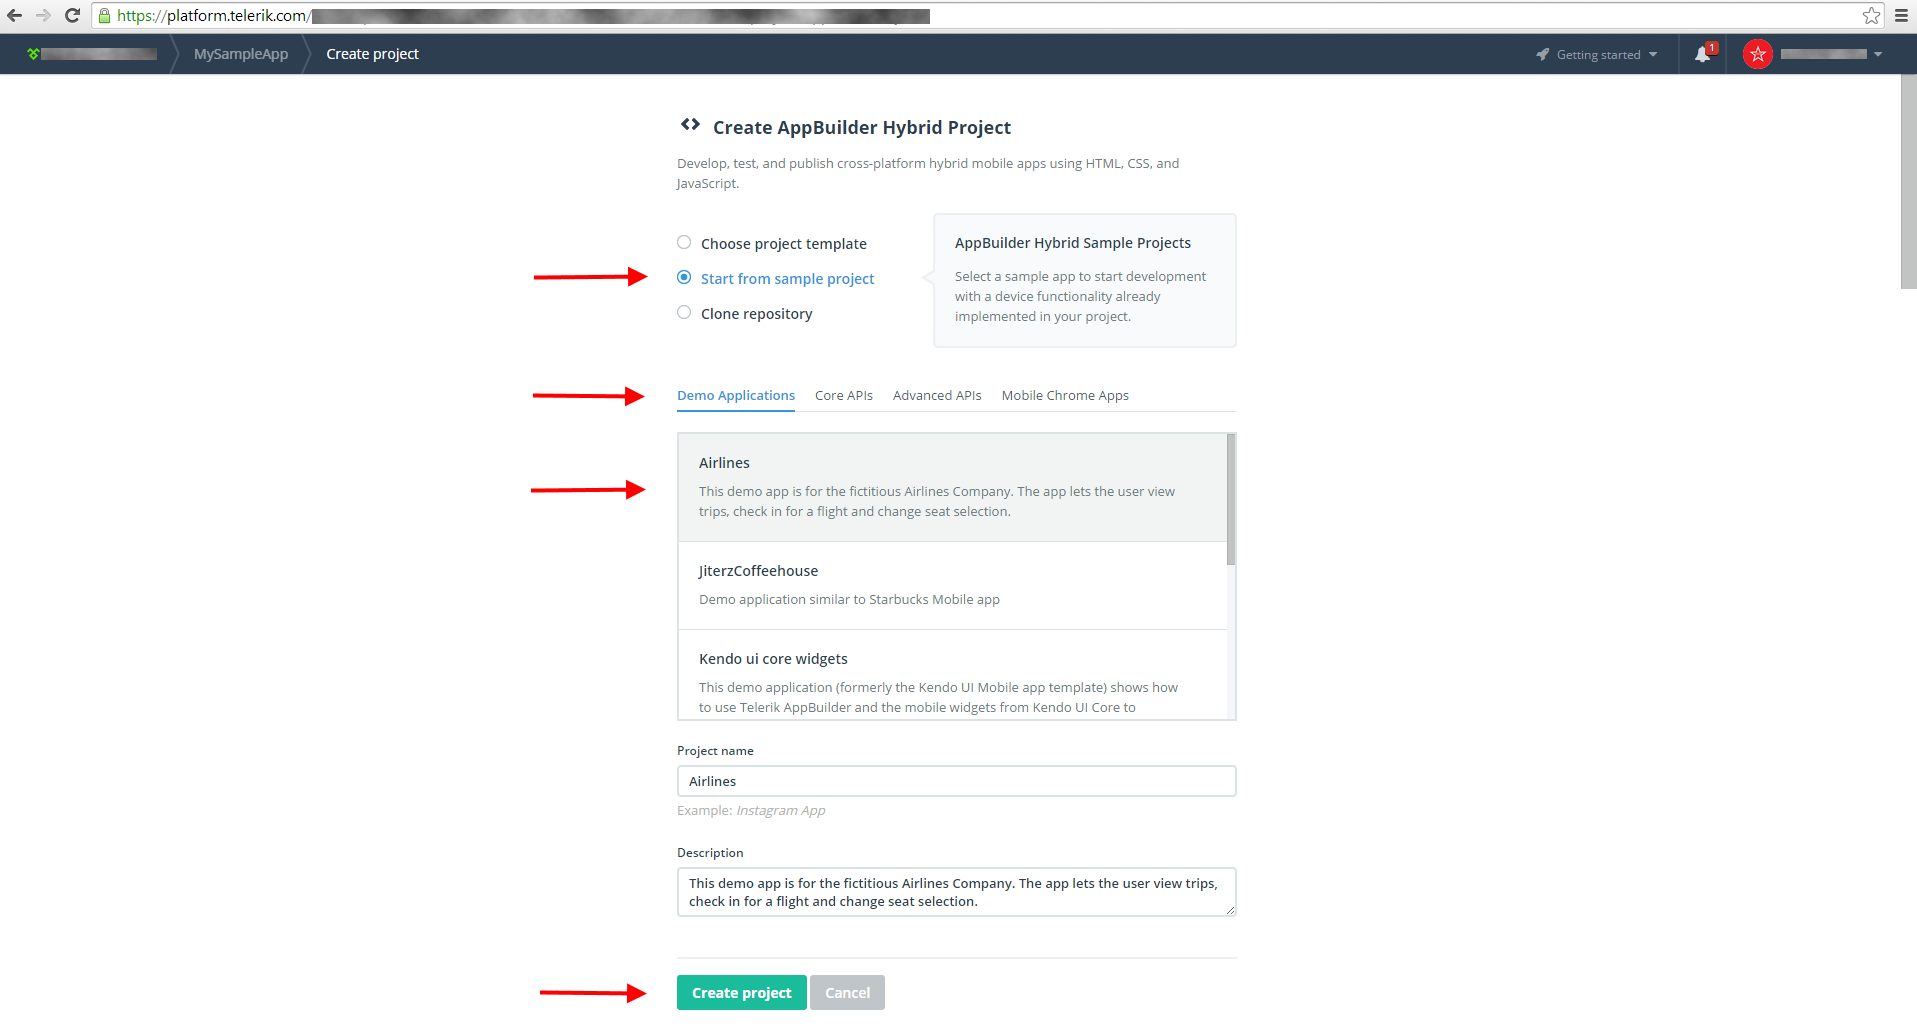 https://platform.telerik.com/
MySampleApp
Create project
Getting started
1
Create AppBuilder Hybrid Project
Develop, test, and publish cross-platform hybrid mobile apps using HTML, CSS, and
JavaScript.
Choose project template
Start from sample project
Clone repository
AppBuilder Hybrid Sample Projects
Select a sample app to start development
with a device functionality already
implemented in your project.
Demo Applications
Core APIs
Advanced APIs
Mobile Chrome Apps
Airlines
This demo app is for the fictitious Airlines Company. The app lets the user view
trips, check in for a flight and change seat selection.
JiterzCoffeehouse
Demo application similar to Starbucks Mobile app
Kendo ui core widgets
This demo application (formerly the Kendo UI Mobile app template) shows how
to use Telerik AppBuilder and the mobile widgets from Kendo UI Core to
Project name
Airlines
Example: Instagram App
Description
This demo app is for the fictitious Airlines Company. The app lets the user view trips,
check in for a flight and change seat selection.
Create project
Cancel